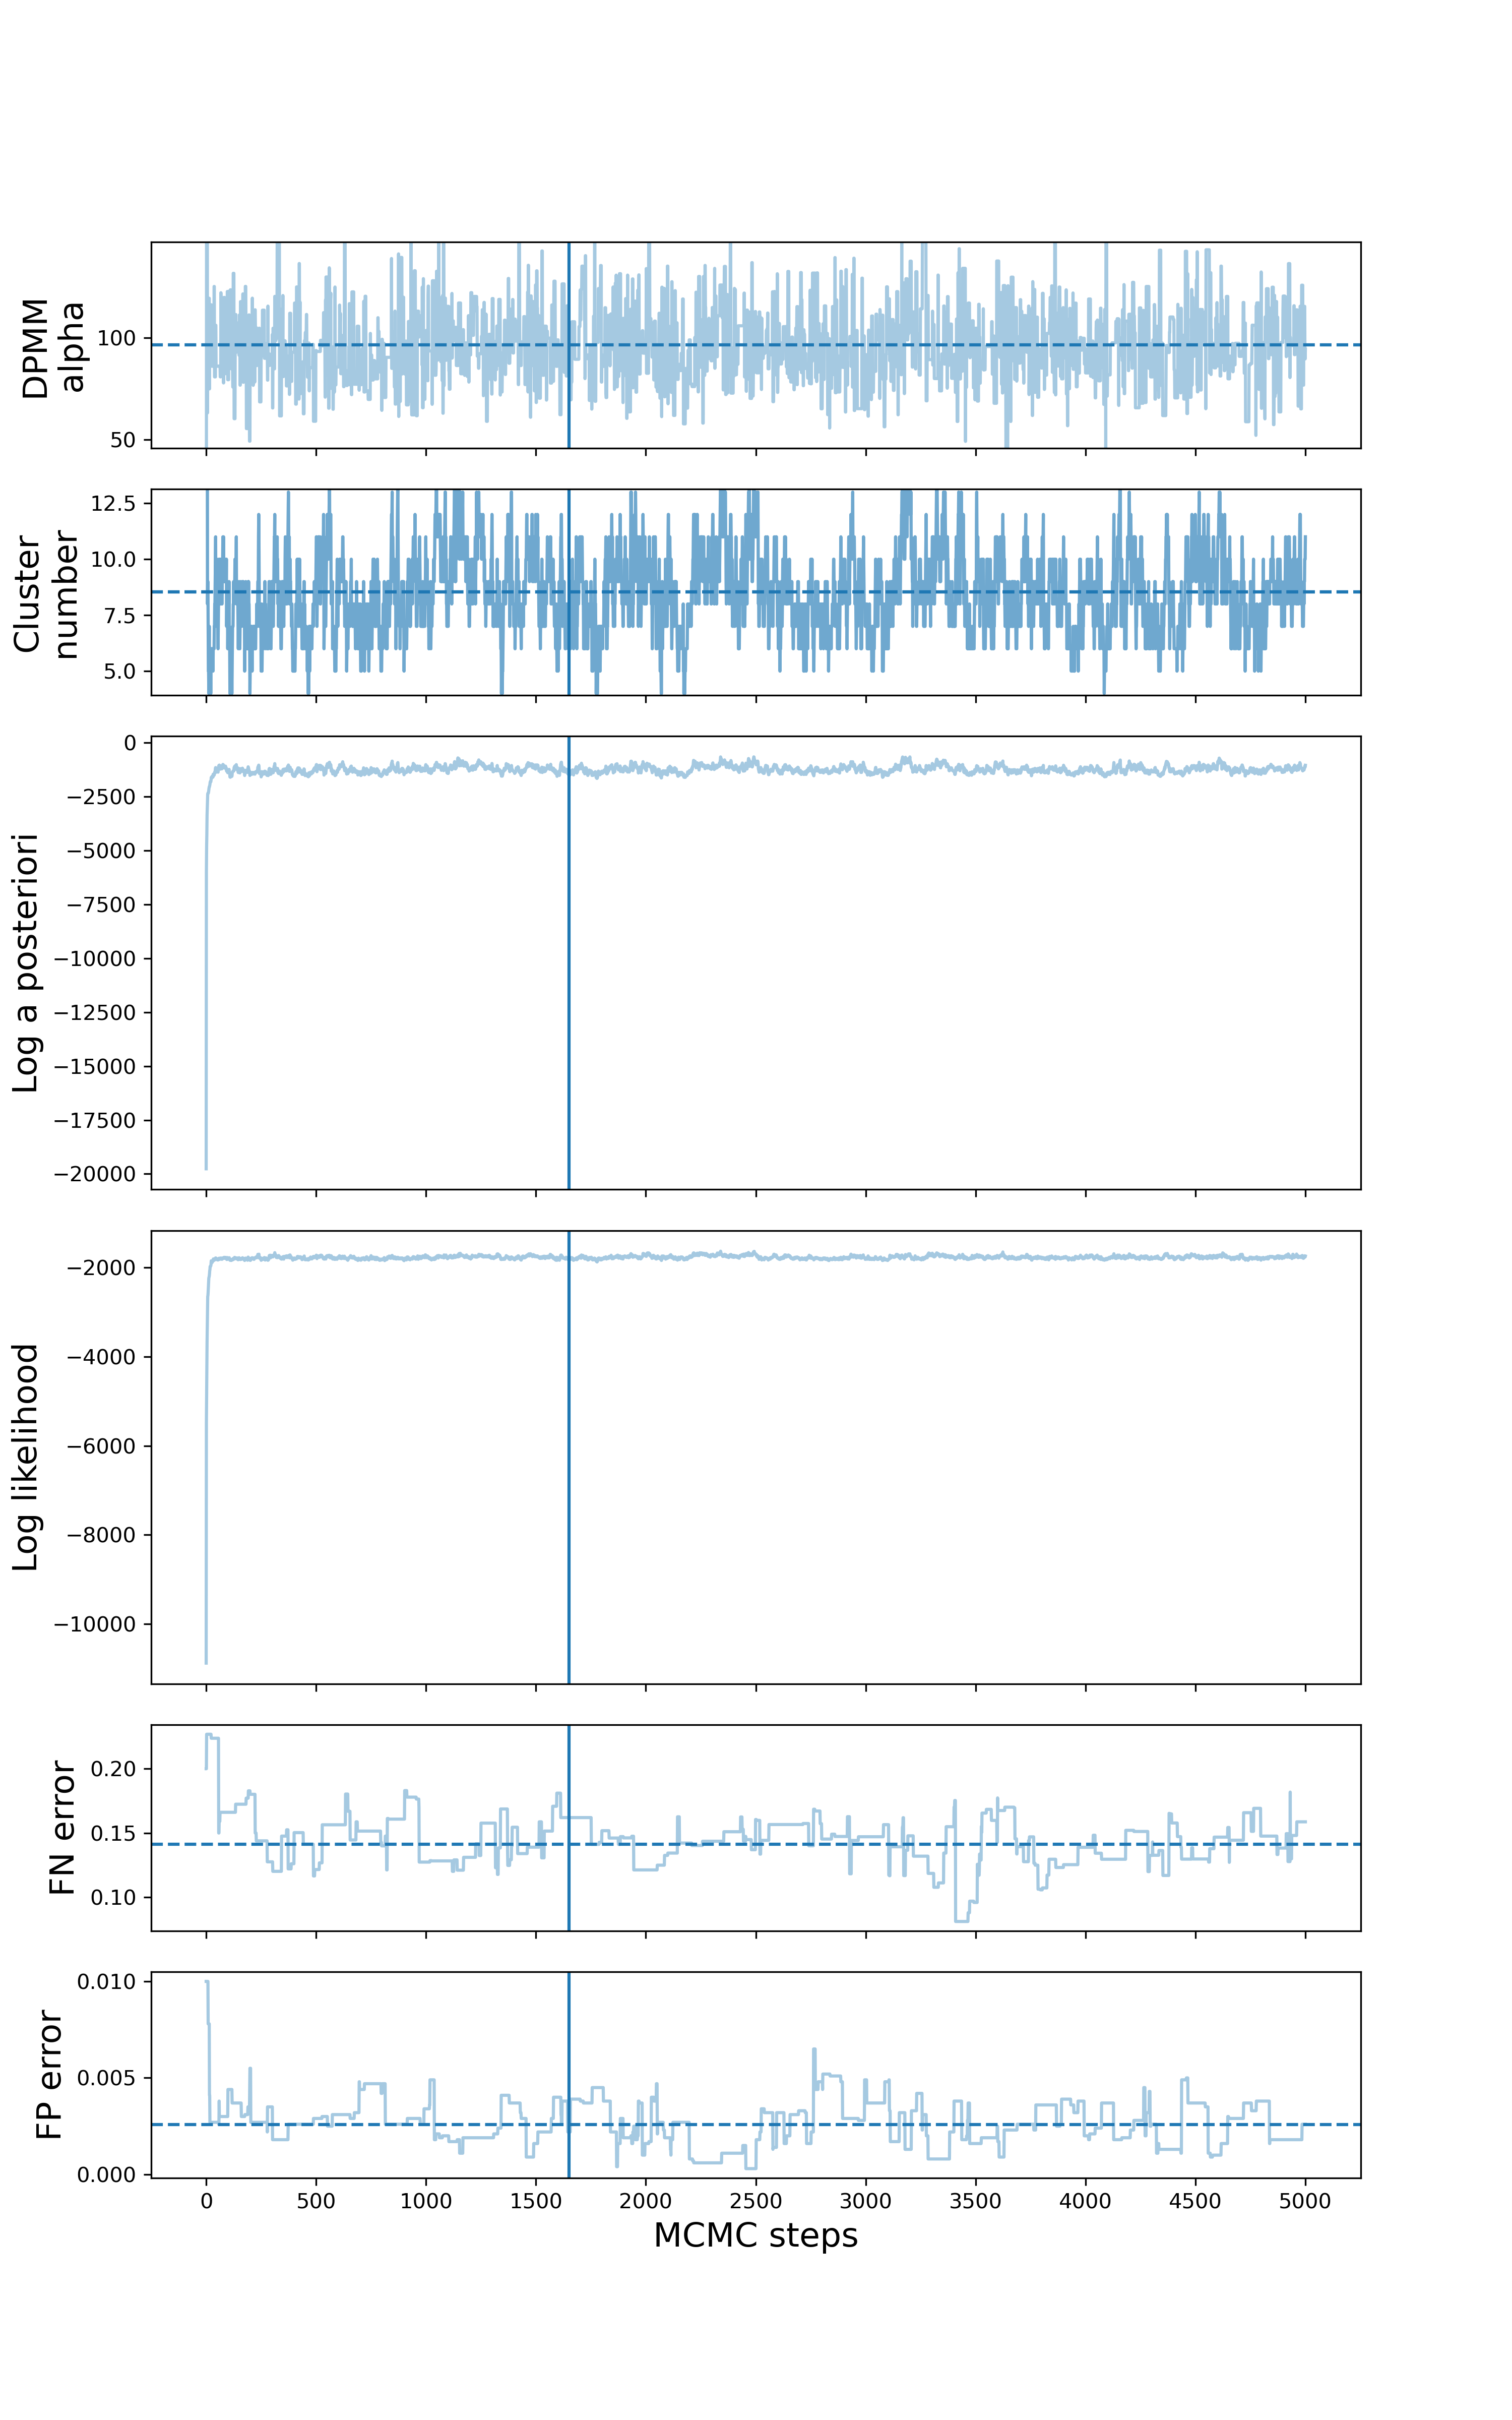 DPMM
alpha
100
50
Cluster
number
12.5
10.0
7.5
5.0
Log a posteriori
0
−2500
−5000
−7500
−10000
−12500
−15000
−17500
−20000
Log likelihood
−2000
−4000
−6000
−8000
−10000
FN error
0.20
0.15
0.10
FP error
0.010
0.005
0.000
0 500 1000 1500 2000 2500 3000 3500 4000 4500 5000
MCMC steps